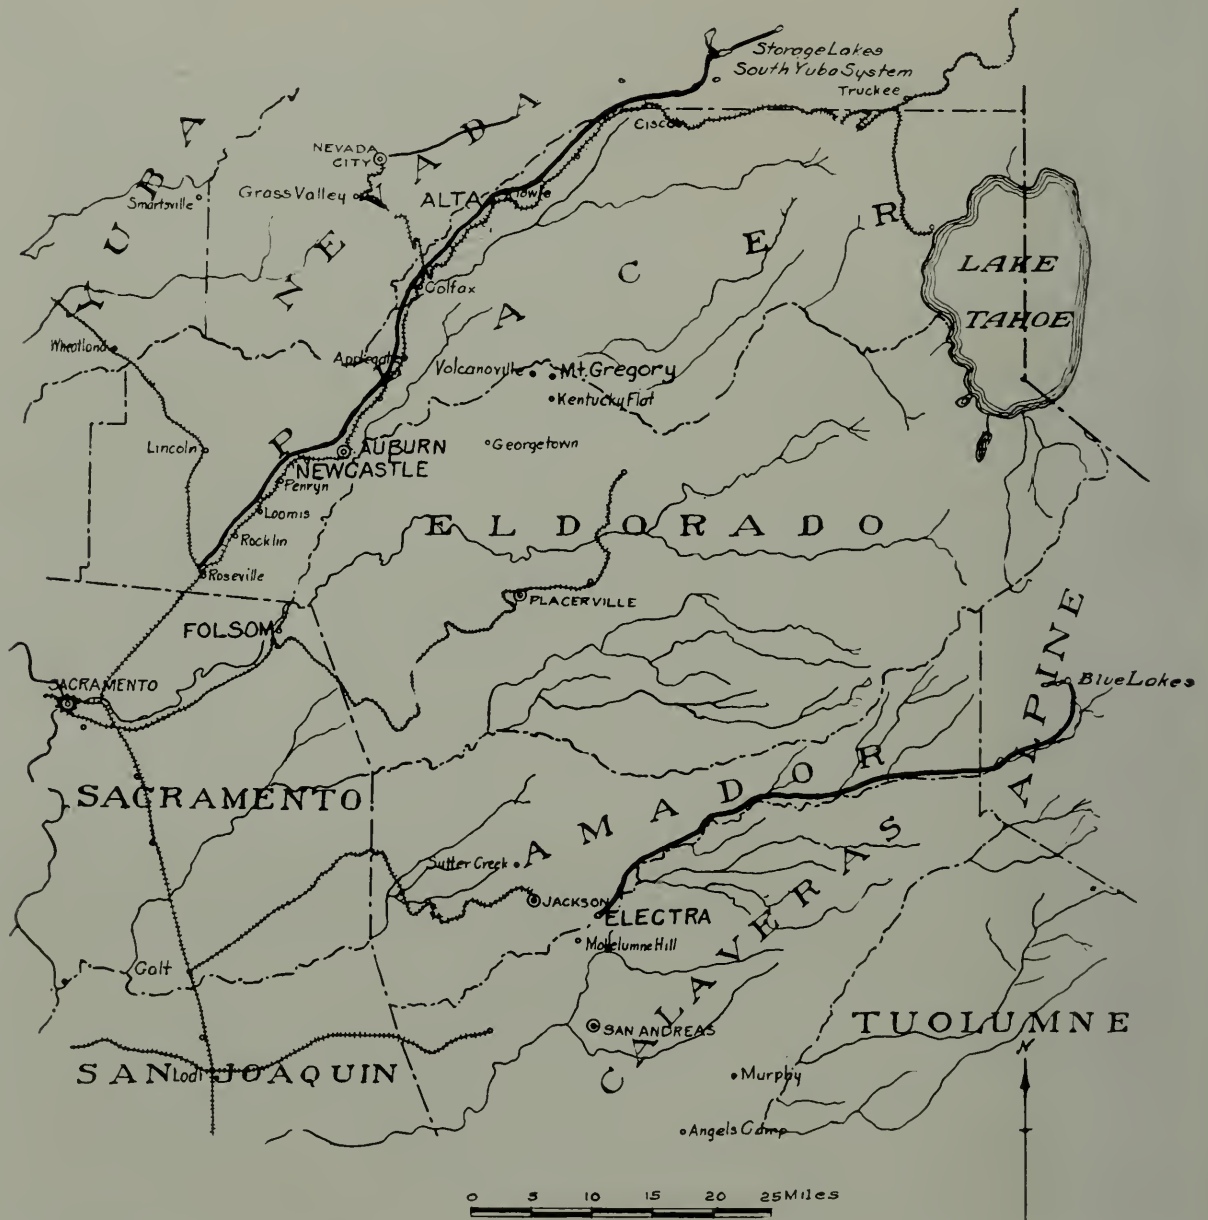 Storage Lakes
South Yuba System
Truckee
Cisco
NEVADA
CITY
NEVADA
YUBA
Grass Valley
Smartsville
ALTA
Towle
PLACER
LAKE
TAHOE
Colfax
Wheatland
Applegate
Volcanoville
Mt. Gregory
Kentucky Flat
Lincoln
AUBURN
Georgetown
NEWCASTLE
Penryn
Loomis
Rocklin
EL DORADO
Roseville
PLACERVILLE
FOLSOM
ALPINE
SACRAMENTO
Blue Lakes
SACRAMENTO
AMADOR
Sutter Creek
JACKSON
ELECTRA
CALAVERAS
Mokelumne Hill
Galt
SAN ANDREAS
TUOLUMNE
N
SAN JOAQUIN
Lodi
Murphy
Angels Camp
0 5 10 15 20 25 Miles